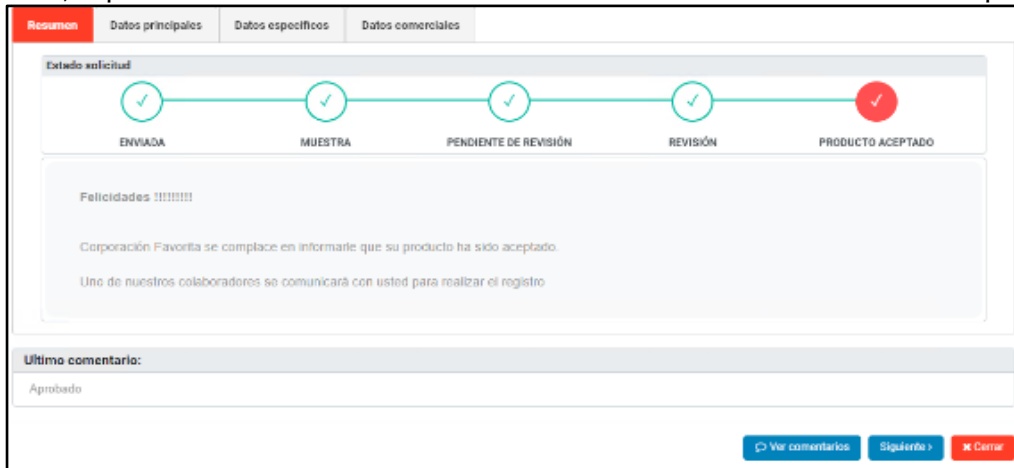 Resumen Datos principales Datos específicos Datos comerciales
Estado solicitud
ENVIADA MUESTRA PENDIENTE DE REVISIÓN REVISIÓN PRODUCTO ACEPTADO
Felicidades !!!!!!!!!
Corporación Favorita se complace en informarle que su producto ha sido aceptado.
Uno de nuestros colaboradores se comunicará con usted para realizar el registro
Ultimo comentario:
Aprobado
Ver comentarios Siguiente > × Cerrar